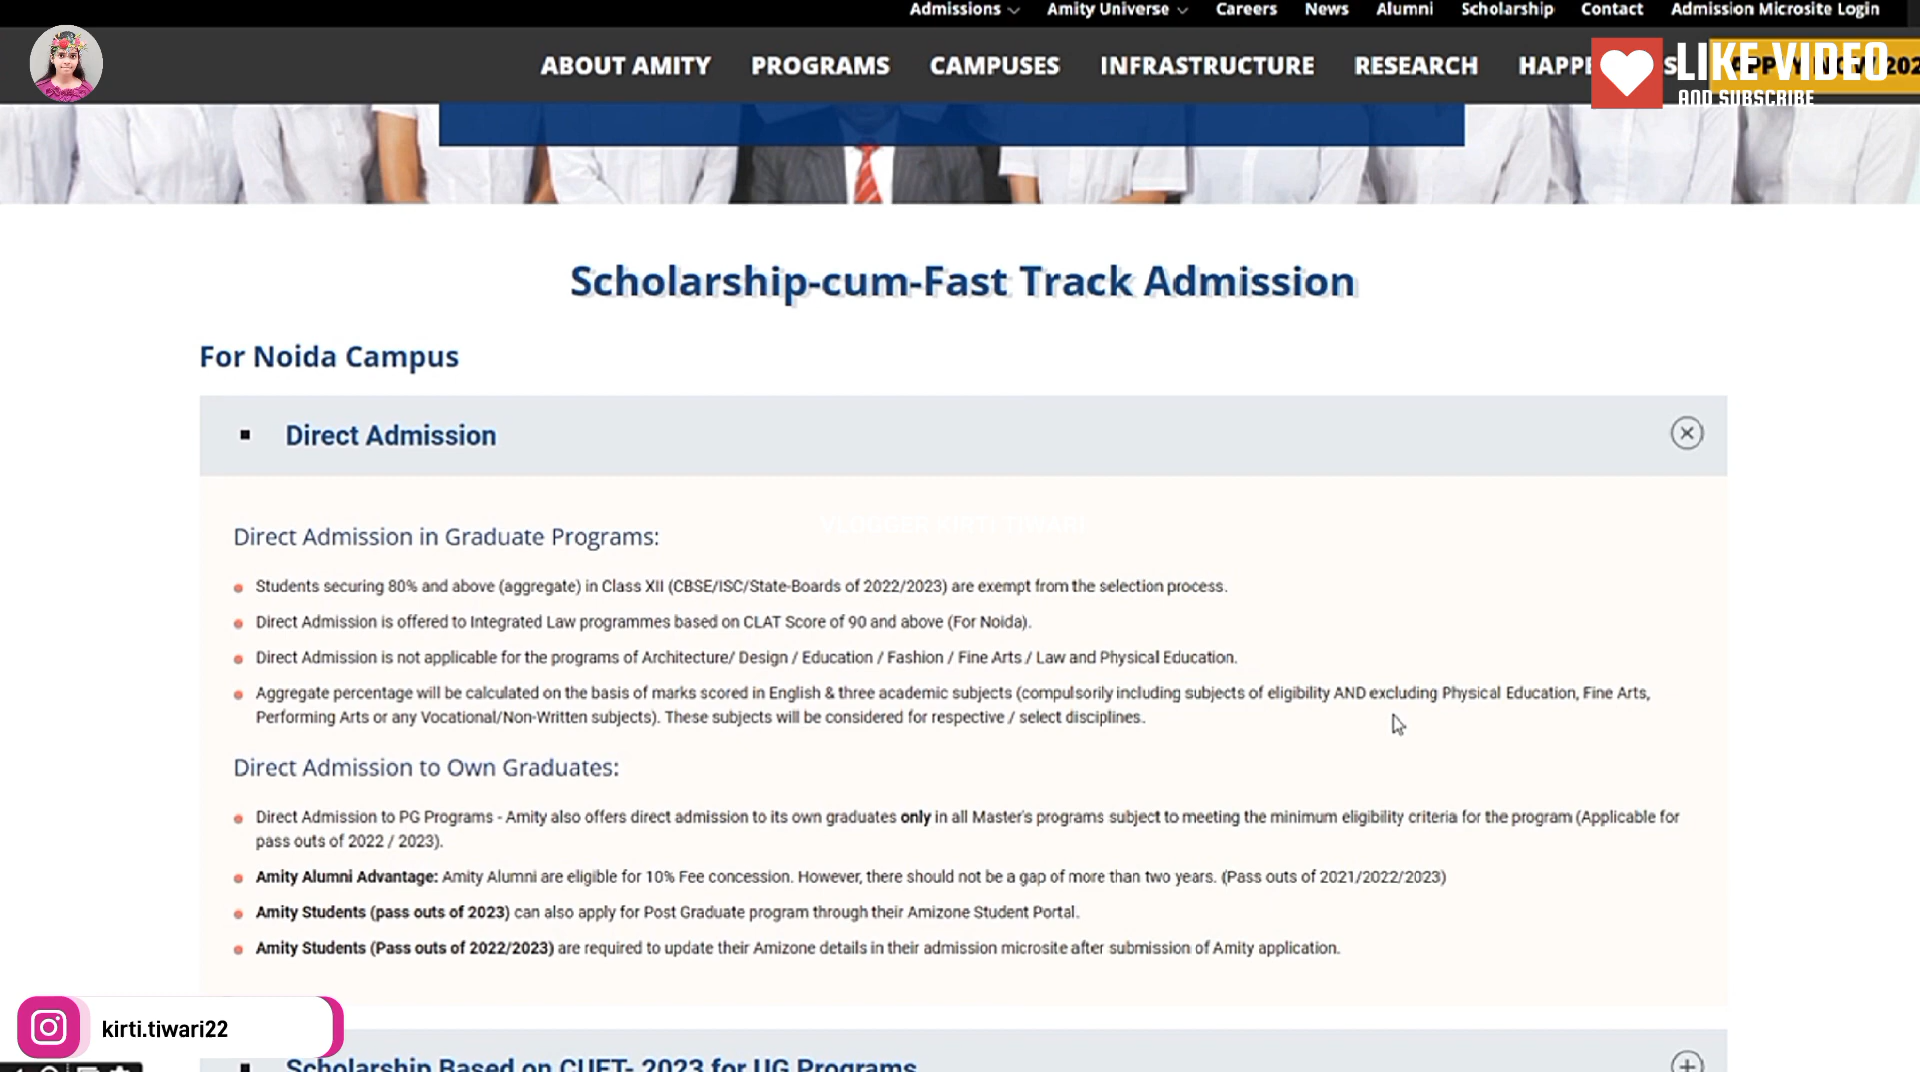 Admissions Amity Universe Careers News Alumni Scholarship Contact Admission Microsite Login
ABOUT AMITY PROGRAMS CAMPUSES INFRASTRUCTURE RESEARCH
LIKE VIDEO
AND SUBSCRIBE
Scholarship-cum-Fast Track Admission
For Noida Campus
Direct Admission
VLOGGER KIRTI TIWARI
Direct Admission in Graduate Programs:
Students securing 80% and above (aggregate) in Class XII (CBSE/ISC/State-Boards of 2022/2023) are exempt from the selection process.
Direct Admission is offered to Integrated Law programmes based on CLAT Score of 90 and above (For Noida).
Direct Admission is not applicable for the programs of Architecture/ Design / Education / Fashion / Fine Arts / Law and Physical Education.
Aggregate percentage will be calculated on the basis of marks scored in English & three academic subjects (compulsorily including subjects of eligibility AND excluding Physical Education, Fine Arts,
Performing Arts or any Vocational/Non-Written subjects). These subjects will be considered for respective / select disciplines.
Direct Admission to Own Graduates:
Direct Admission to PG Programs - Amity also offers direct admission to its own graduates only in all Master's programs subject to meeting the minimum eligibility criteria for the program (Applicable for
pass outs of 2022 / 2023).
Amity Alumni Advantage: Amity Alumni are eligible for 10% Fee concession. However, there should not be a gap of more than two years. (Pass outs of 2021/2022/2023)
Amity Students (pass outs of 2023) can also apply for Post Graduate program through their Amizone Student Portal.
Amity Students (Pass outs of 2022/2023) are required to update their Amizone details in their admission microsite after submission of Amity application.
kirti.tiwari22
Scholarship Based on CUET- 2023 for UG Programs